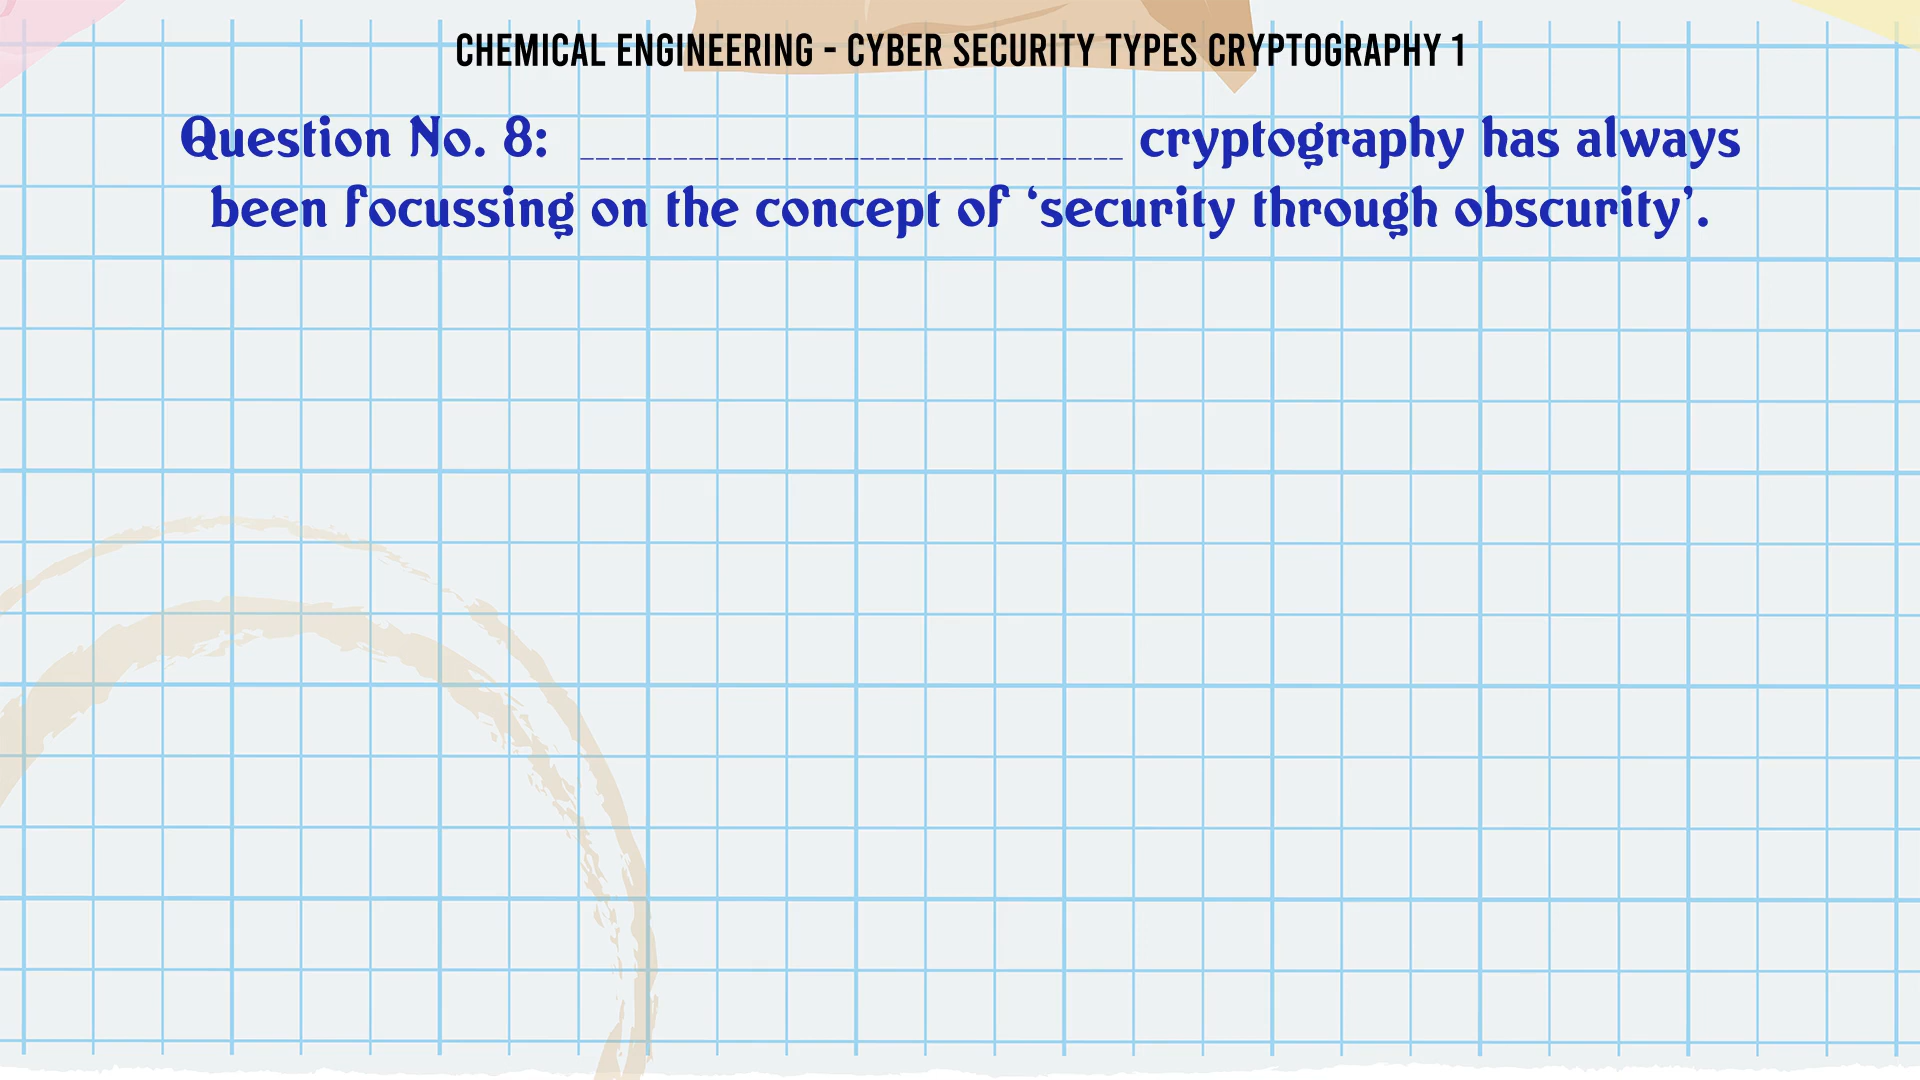 CHEMICAL ENGINEERING - CYBER SECURITY TYPES CRYPTOGRAPHY 1
Question No. 8: ___________________________________ cryptography has always
been focussing on the concept of ‘security through obscurity’.